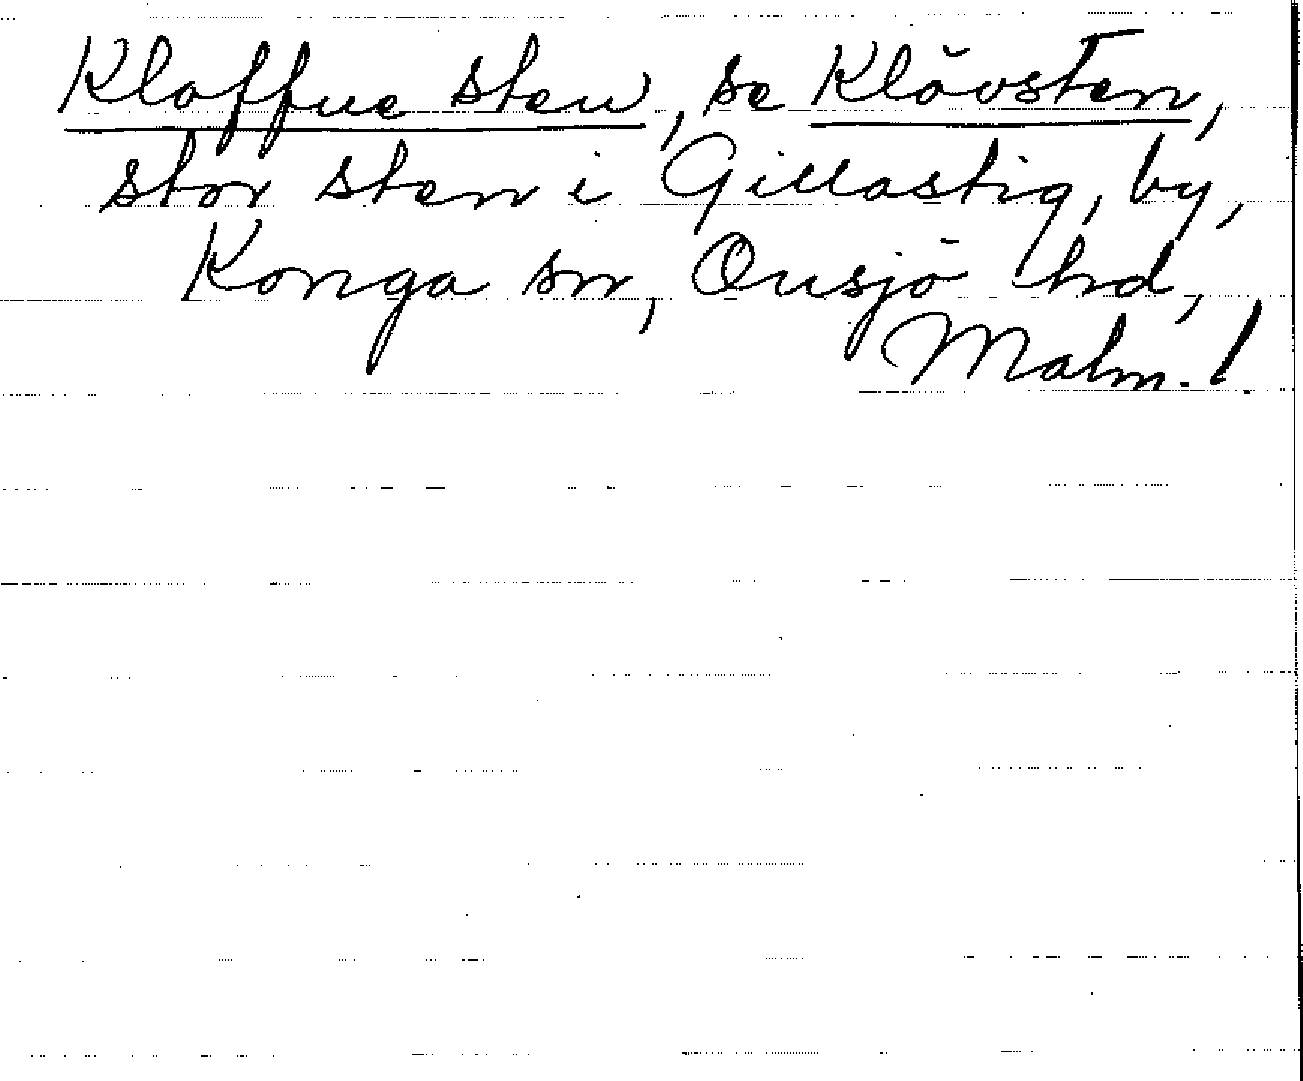 Kloffue sten, se Klövsten,
stor sten i Gillastig, by,
Konga sn, Onsjö hd,
Malm. l